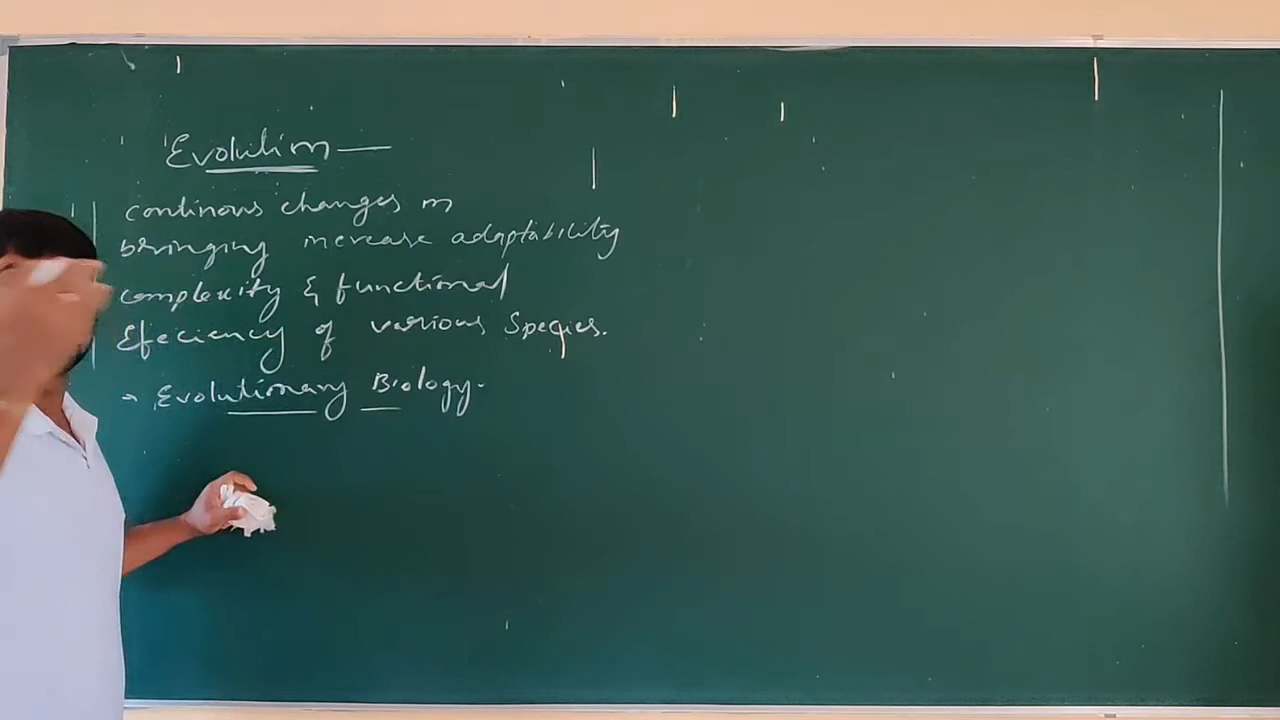 Evolution —
continous changes in
bringing increase adaptability
complexity & functional
Efeciency of various Species.
→ Evolutionary Biology.